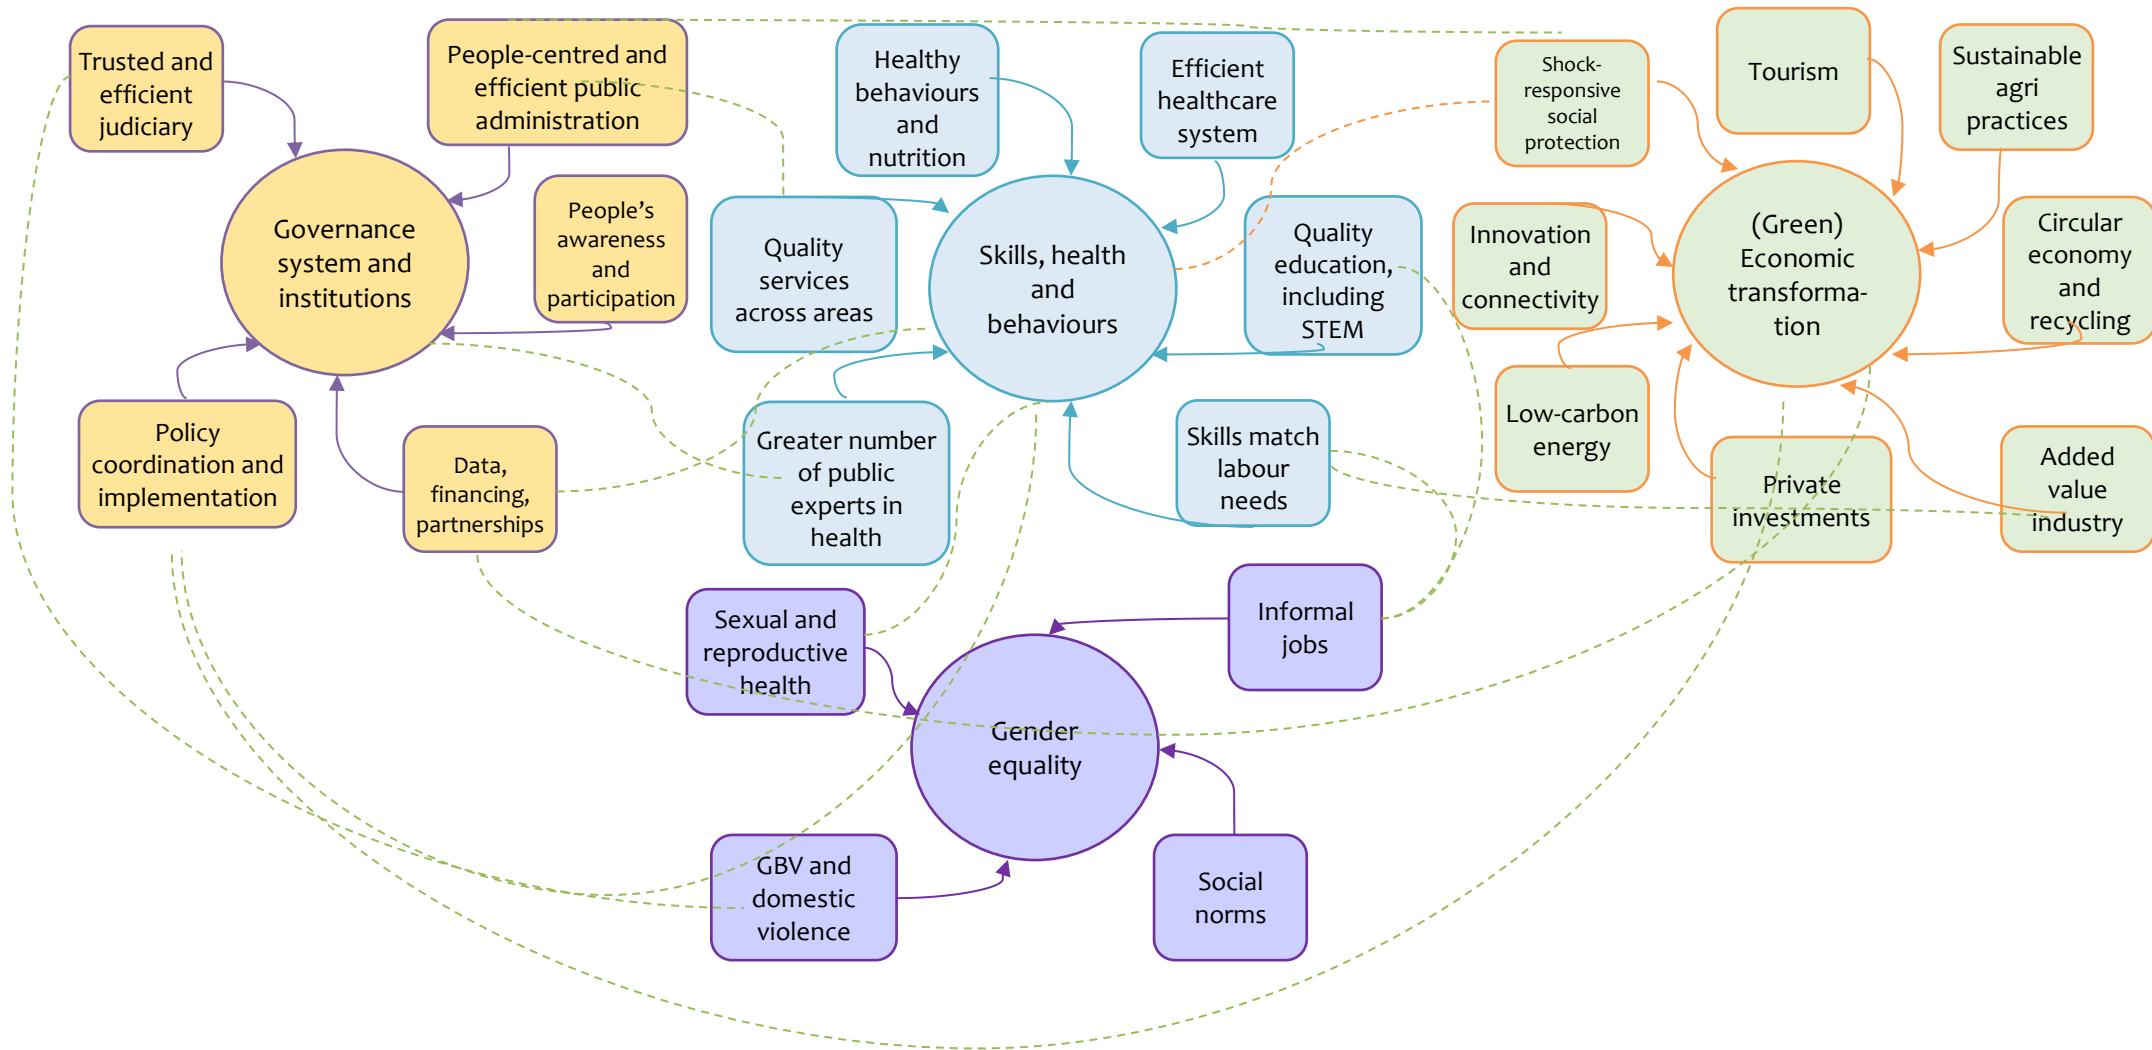 Trusted and
efficient
judiciary
People-centred and
efficient public
administration
Healthy
behaviours
and
nutrition
Efficient
healthcare
system
Shock-
responsive
social
protection
Tourism
Sustainable
agri
practices
Governance
system and
institutions
People’s
awareness
and
participation
Quality
services
across areas
Skills, health
and
behaviours
Quality
education,
including
STEM
Innovation
and
connectivity
(Green)
Economic
transforma-
tion
Circular
economy
and
recycling
Policy
coordination and
implementation
Data,
financing,
partnerships
Greater number
of public
experts in
health
Skills match
labour
needs
Low-carbon
energy
Private
investments
Added
value
industry
Sexual and
reproductive
health
Informal
jobs
Gender
equality
GBV and
domestic
violence
Social
norms